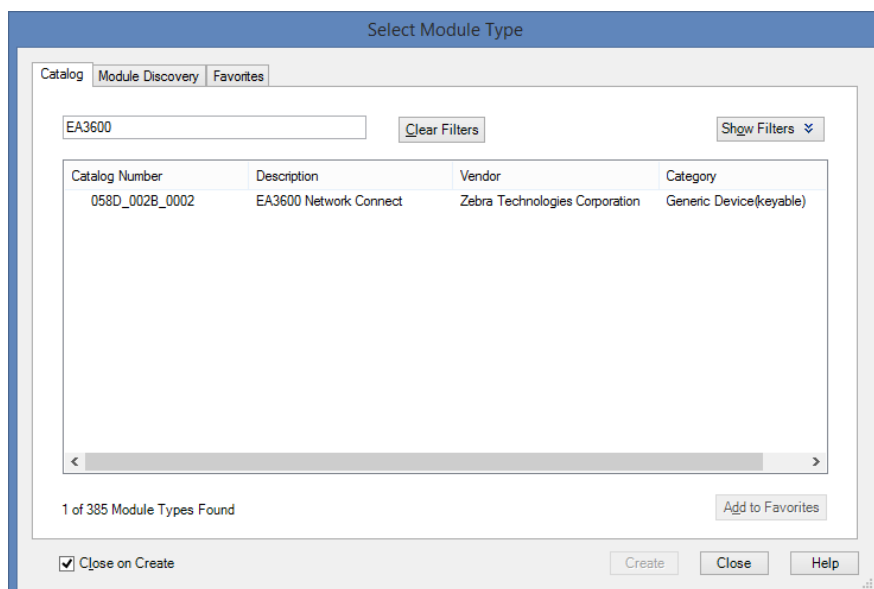 Select Module Type
Catalog Module Discovery Favorites
EA3600 Clear Filters Show Filters
Catalog Number Description Vendor Category
058D_002B_0002 EA3600 Network Connect Zebra Technologies Corporation Generic Device(keyable)
1 of 385 Module Types Found Add to Favorites
Close on Create Create Close Help